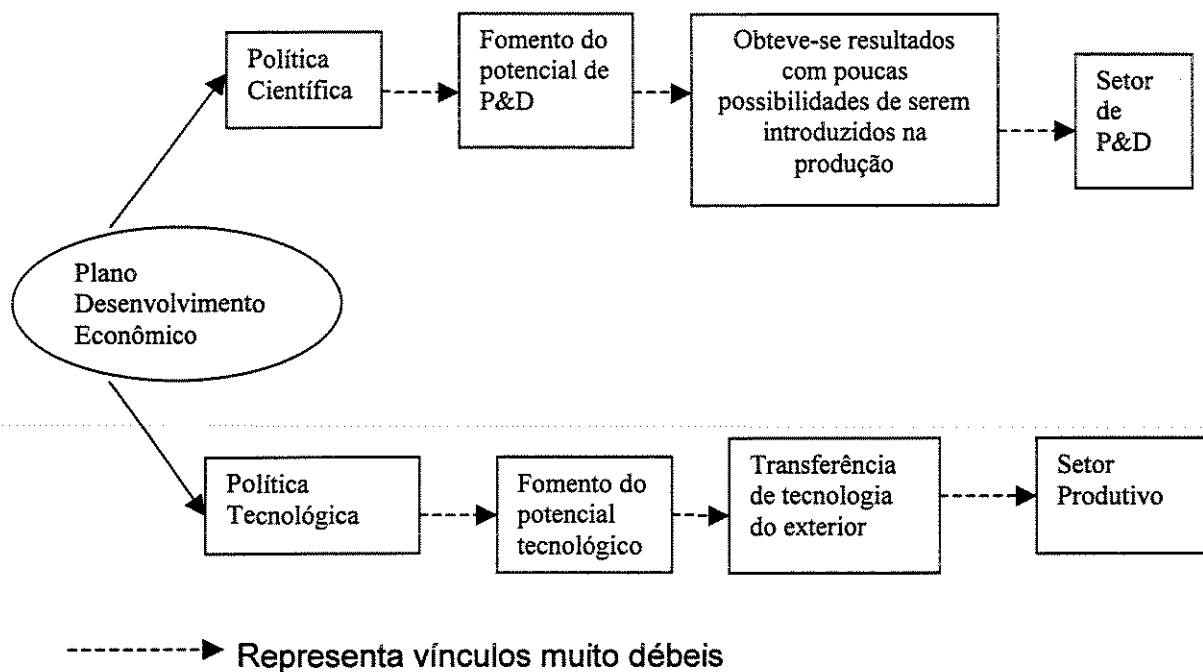 Política
Científica
Fomento do
potencial de
P&D
Obteve-se resultados
com poucas
possibilidades de serem
introduzidos na
produção
Setor
de
P&D
Plano
Desenvolvimento
Econômico
Política
Tecnológica
Fomento do
potencial
tecnológico
Transferência
de tecnologia
do exterior
Setor
Produtivo
Representa vínculos muito débeis